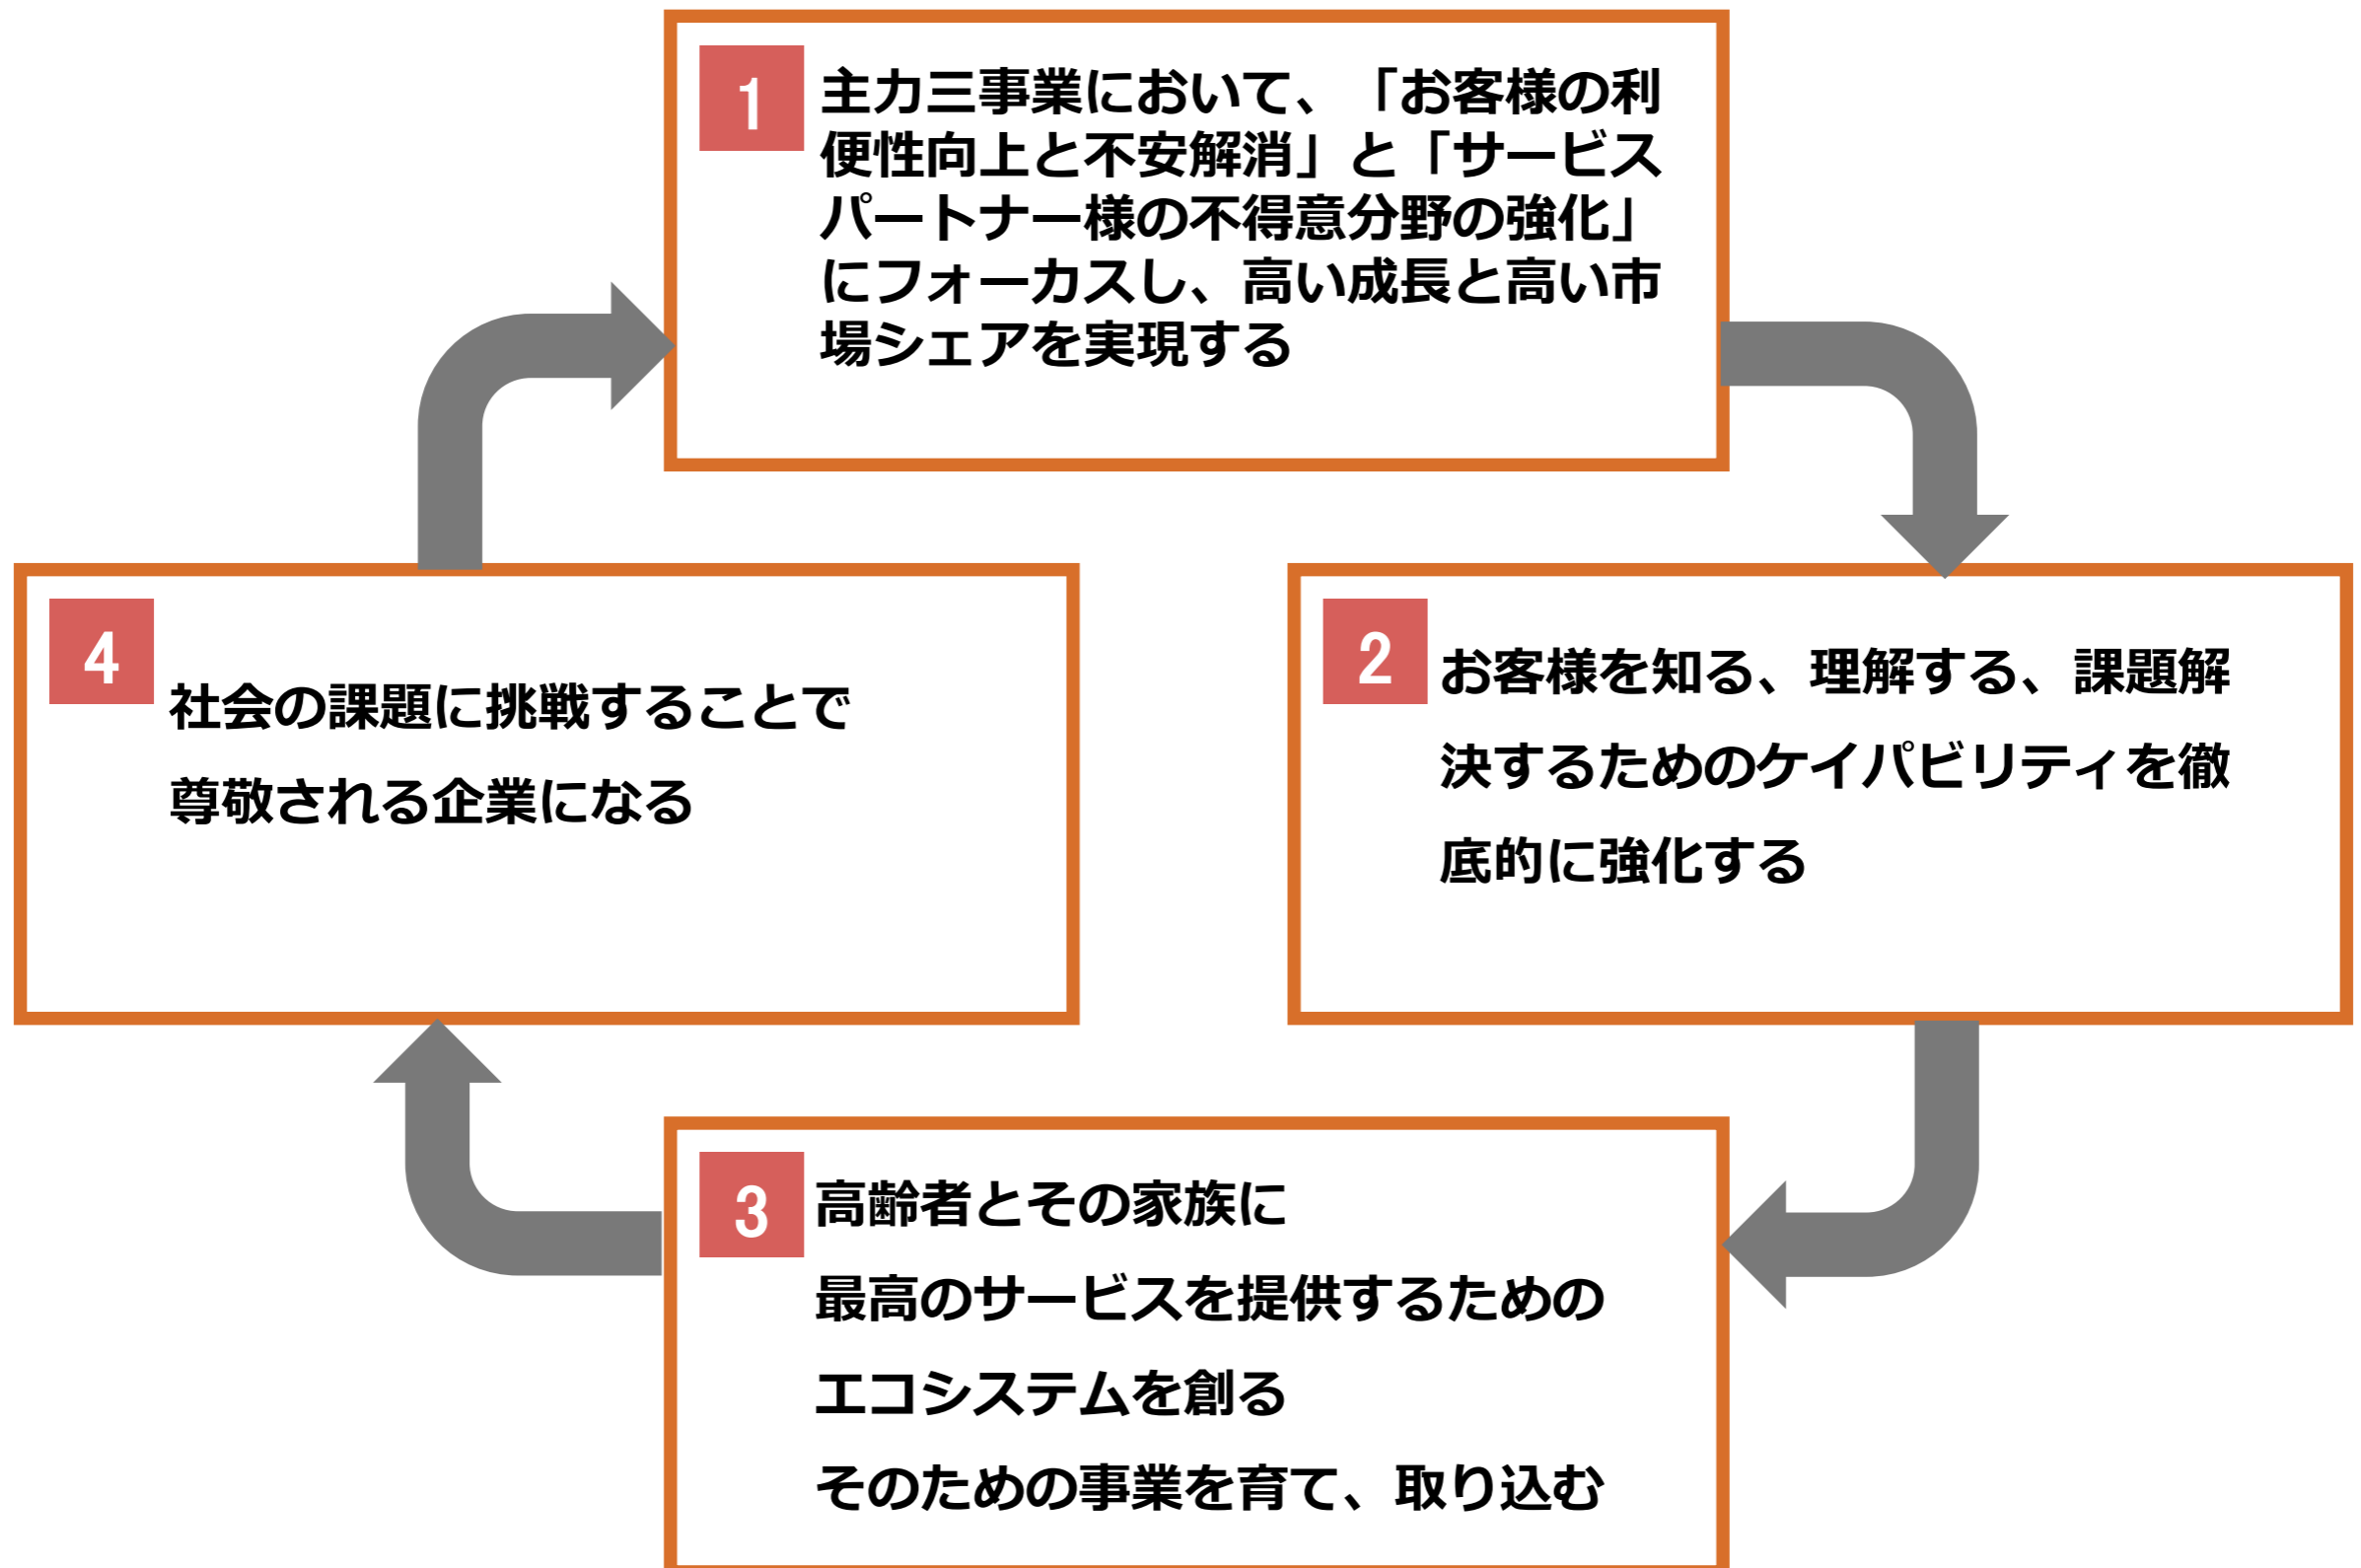 1
主力三事業において、「お客様の利
便性向上と不安解消」と「サービス
パートナー様の不得意分野の強化」
にフォーカスし、高い成長と高い市
場シェアを実現する
2
お客様を知る、理解する、課題解
決するためのケイパビリティを徹
底的に強化する
3
高齢者とその家族に
最高のサービスを提供するための
エコシステムを創る
そのための事業を育て、取り込む
4
社会の課題に挑戦することで
尊敬される企業になる